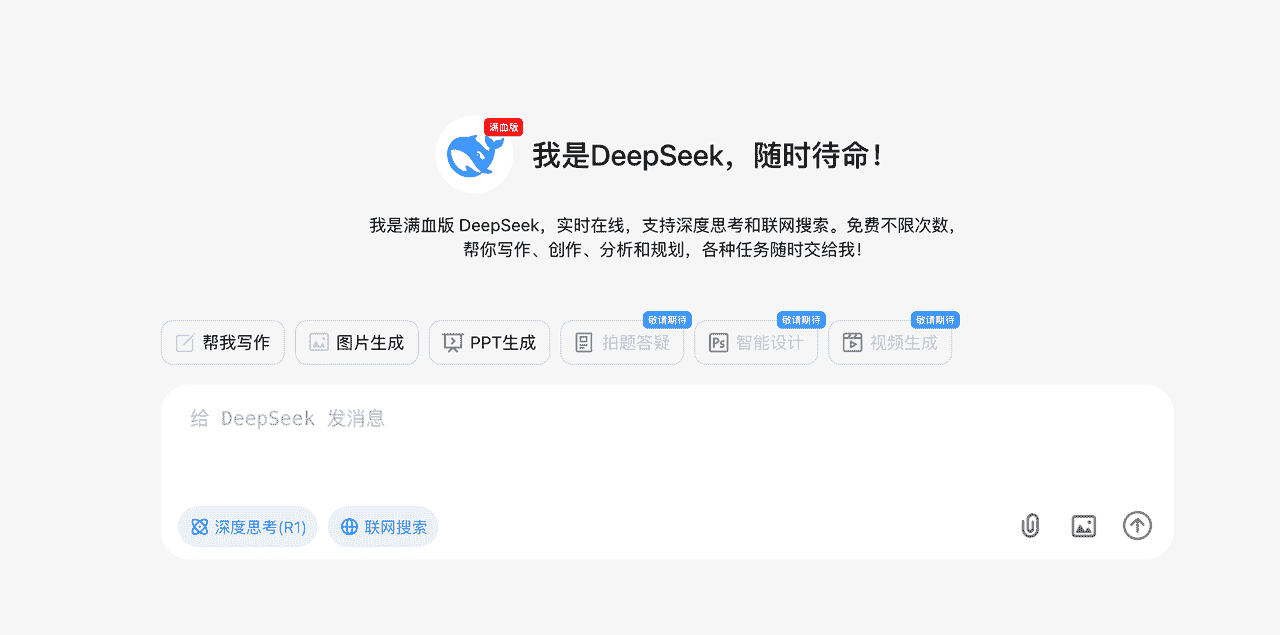 满血版
我是DeepSeek，随时待命！
我是满血版 DeepSeek，实时在线，支持深度思考和联网搜索。免费不限次数，
帮你写作、创作、分析和规划，各种任务随时交给我！
敬请期待 敬请期待 敬请期待
帮我写作 图片生成 PPT生成 拍题答疑 Ps 智能设计 视频生成
给 DeepSeek 发消息
深度思考(R1) 联网搜索